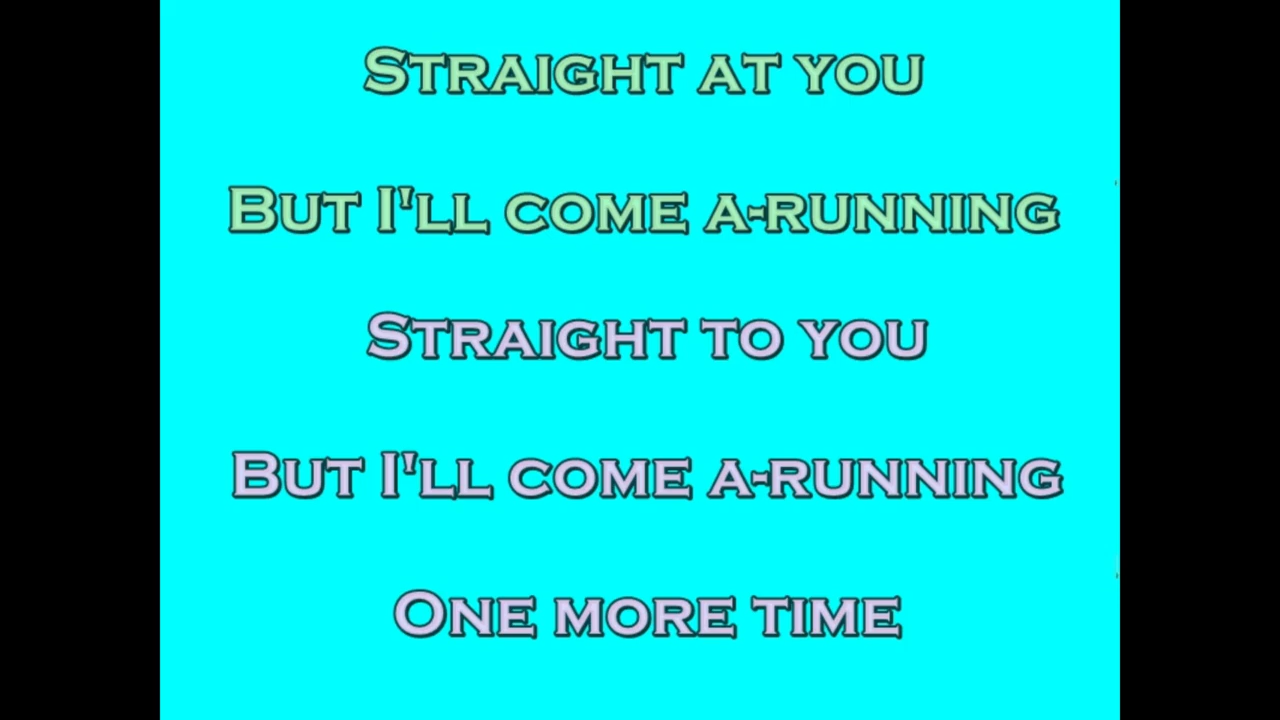 Straight at you
But I'll come a-running
Straight to you
But I'll come a-running
One more time